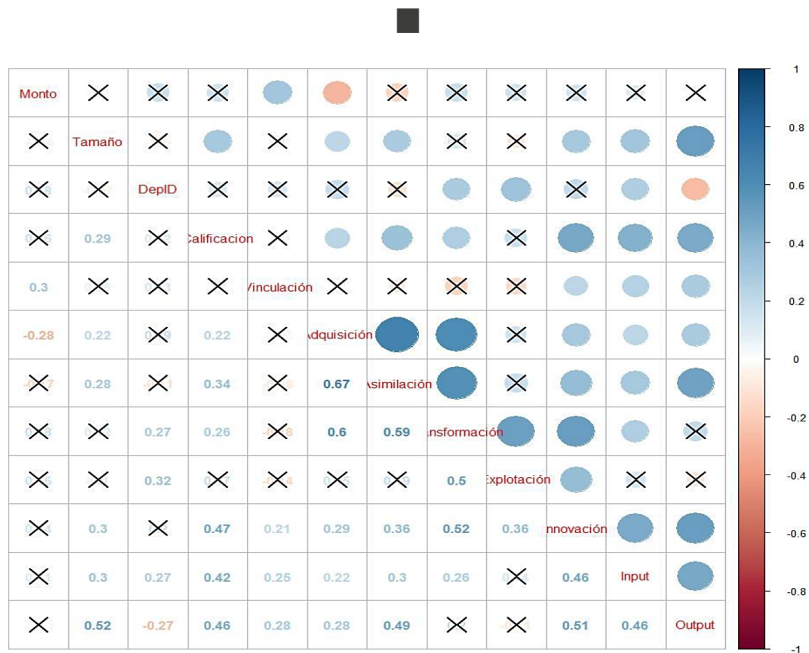 1
Monto
0.8
Tamaño
DepID
0.6
0.29
Calificacion
0.4
0.3
Vinculación
0.2
-0.28 0.22 0.22 Adquisición
0
0.28 0.34 0.67 Asimilación
-0.2
0.27 0.26 0.6 0.59 ansformación
-0.4
0.32 0.5 Explotación
0.3 0.47 0.21 0.29 0.36 0.52 0.36 nnovación
-0.6
0.3 0.27 0.42 0.25 0.22 0.3 0.26 0.46 Input
-0.8
0.52 -0.27 0.46 0.28 0.28 0.49 0.51 0.46 Output
-1